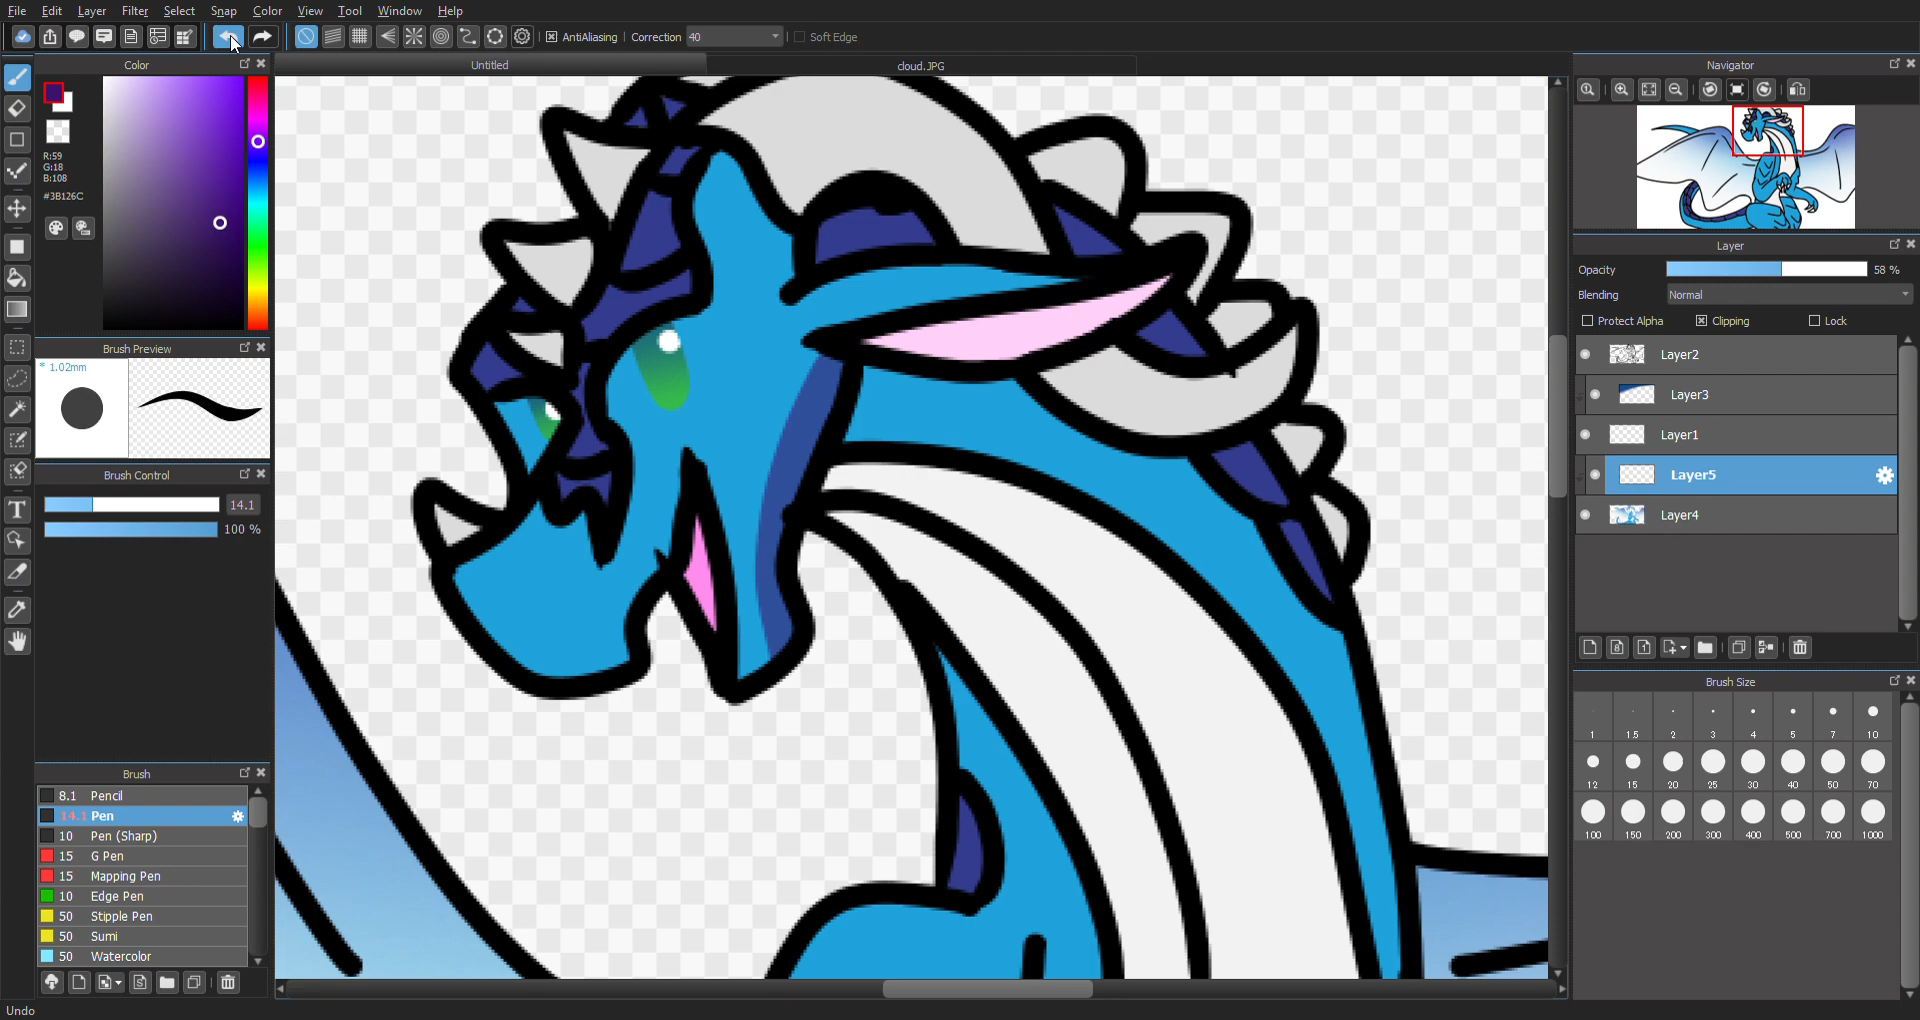 File Edit Layer Filter Select Snap Color View Tool Window Help
AntiAliasing Correction 40 Soft Edge
Color Untitled cloud.JPG Navigator
R:59
G:18
B:108
#3B126C
Layer
Opacity 58 %
Blending Normal
Protect Alpha Clipping Lock
Brush Preview
* 1.02mm
Layer2
Layer3
Layer1
Layer5
Layer4
Brush Control
14.1
100 %
Brush Size
1 1.5 2 3 4 5 7 10
12 15 20 25 30 40 50 70
100 150 200 300 400 500 700 1000
Brush
8.1 Pencil
14.1 Pen
10 Pen (Sharp)
15 G Pen
15 Mapping Pen
10 Edge Pen
50 Stipple Pen
50 Sumi
50 Watercolor
Undo